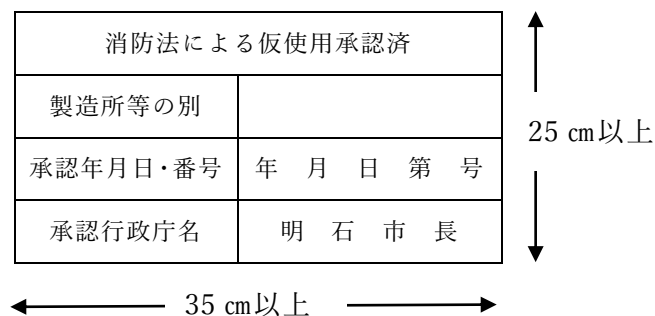 消防法による仮使用承認済
製造所等の別
承認年月日・番号 年 月 日 第 号
承認行政庁名 明 石 市 長
25 ㎝以上
35 ㎝以上